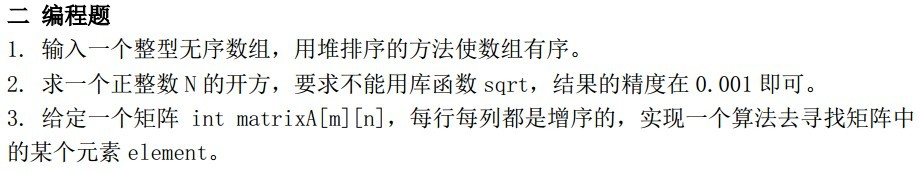 二 编程题
1. 输入一个整型无序数组，用堆排序的方法使数组有序。
2. 求一个正整数 N 的开方，要求不能用库函数 sqrt，结果的精度在 0.001 即可。
3. 给定一个矩阵 int matrixA[m][n]，每行每列都是增序的，实现一个算法去寻找矩阵中
的某个元素 element。